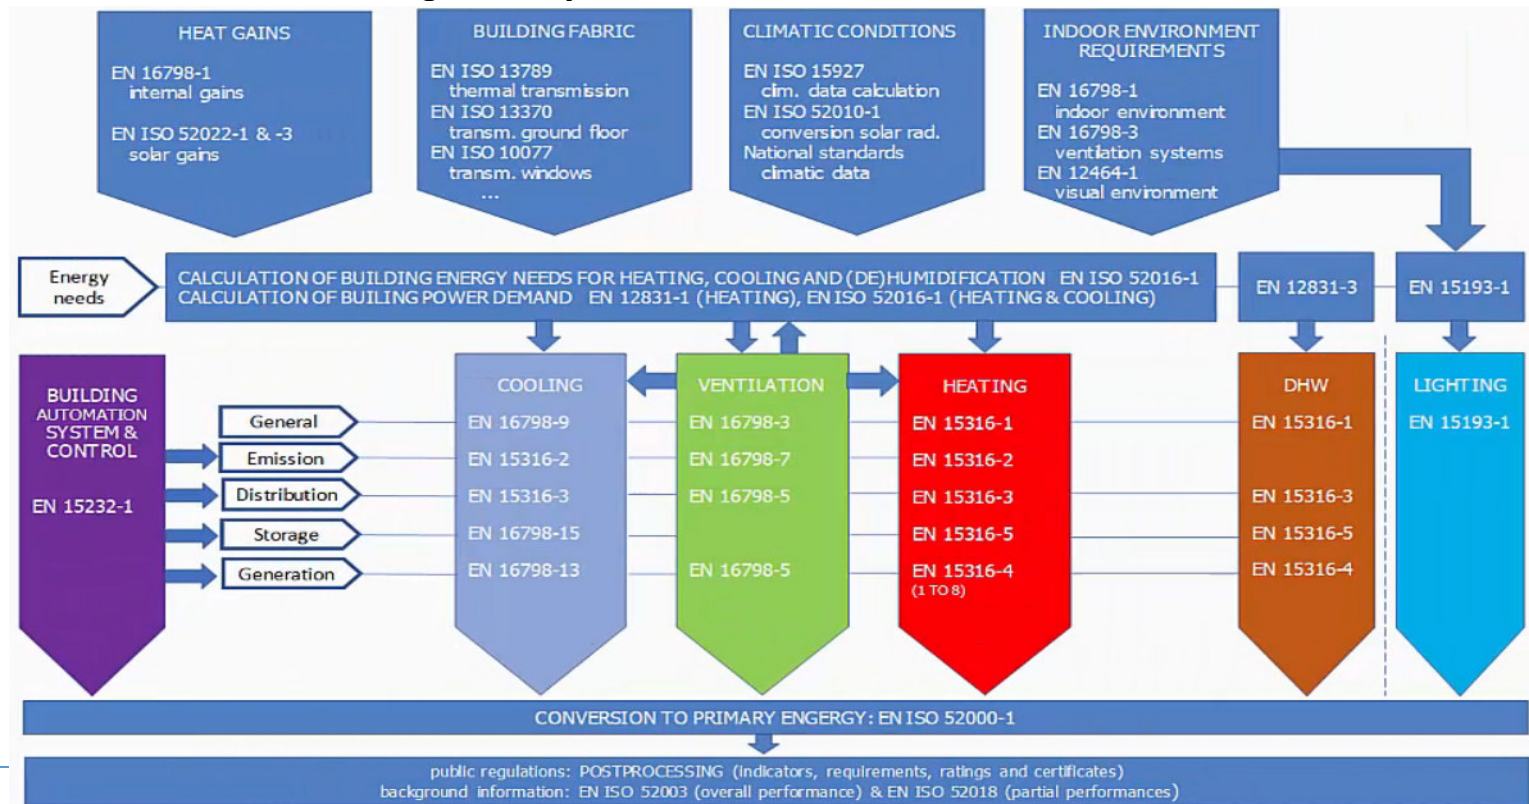 HEAT GAINS
EN 16798-1
internal gains
EN ISO 52022-1 & -3
solar gains
BUILDING FABRIC
EN ISO 13789
thermal transmission
EN ISO 13370
transm. ground floor
EN ISO 10077
transm. windows
...
CLIMATIC CONDITIONS
EN ISO 15927
clim. data calculation
EN ISO 52010-1
conversion solar rad.
National standards
climatic data
INDOOR ENVIRONMENT
REQUIREMENTS
EN 16798-1
indoor environment
EN 16798-3
ventilation systems
EN 12464-1
visual environment
Energy
needs
CALCULATION OF BUILDING ENERGY NEEDS FOR HEATING, COOLING AND (DE)HUMIDIFICATION EN ISO 52016-1
CALCULATION OF BUILING POWER DEMAND EN 12831-1 (HEATING), EN ISO 52016-1 (HEATING & COOLING)
EN 12831-3
EN 15193-1
BUILDING
AUTOMATION
SYSTEM &
CONTROL
EN 15232-1
General
Emission
Distribution
Storage
Generation
COOLING
EN 16798-9
EN 15316-2
EN 15316-3
EN 16798-15
EN 16798-13
VENTILATION
EN 16798-3
EN 16798-7
EN 16798-5
EN 16798-5
HEATING
EN 15316-1
EN 15316-2
EN 15316-3
EN 15316-5
EN 15316-4
(1 TO 8)
DHW
EN 15316-1
EN 15316-3
EN 15316-5
EN 15316-4
LIGHTING
EN 15193-1
CONVERSION TO PRIMARY ENGERGY: EN ISO 52000-1
public regulations: POSTPROCESSING (indicators, requirements, ratings and certificates)
background information: EN ISO 52003 (overall performance) & EN ISO 52018 (partial performances)